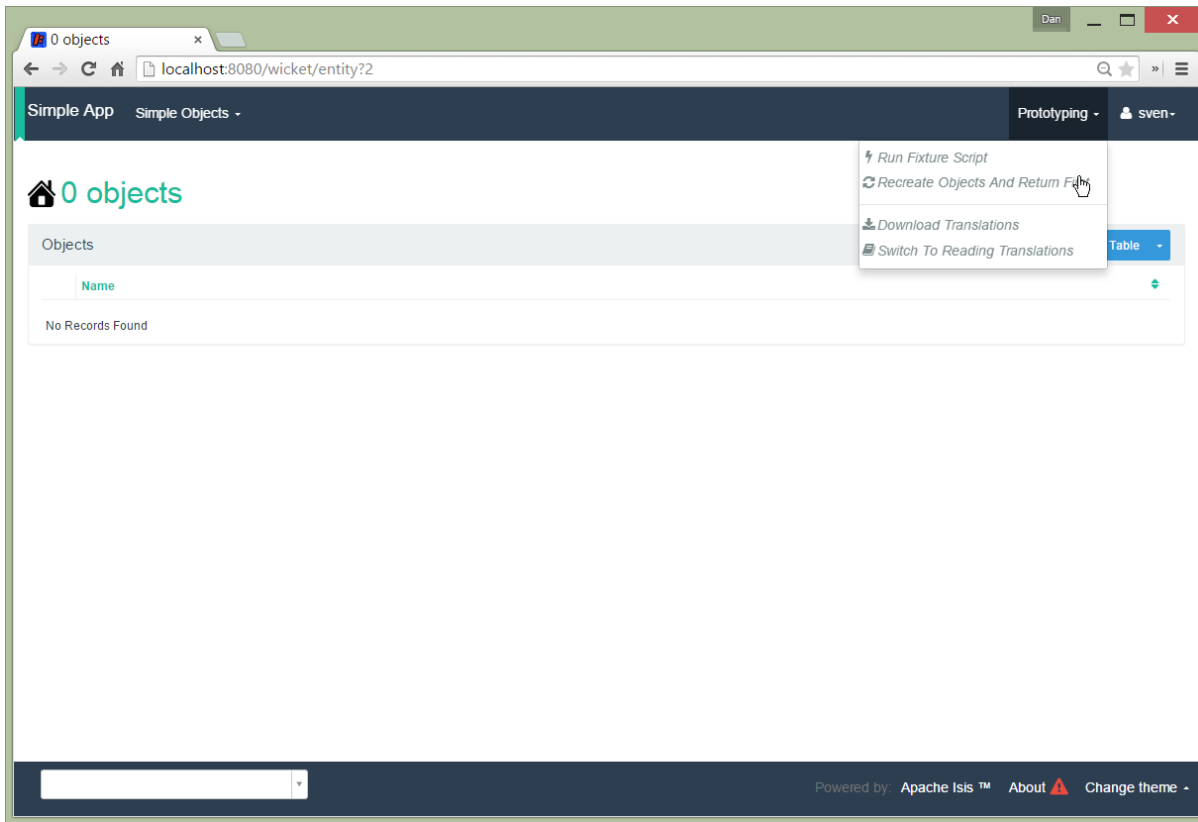 Dan
0 objects
localhost:8080/wicket/entity?2
Simple App Simple Objects Prototyping sven
Run Fixture Script
Recreate Objects And Return
0 objects
Download Translations
Objects Table
Switch To Reading Translations
Name
No Records Found
Powered by: Apache Isis ™ About Change theme